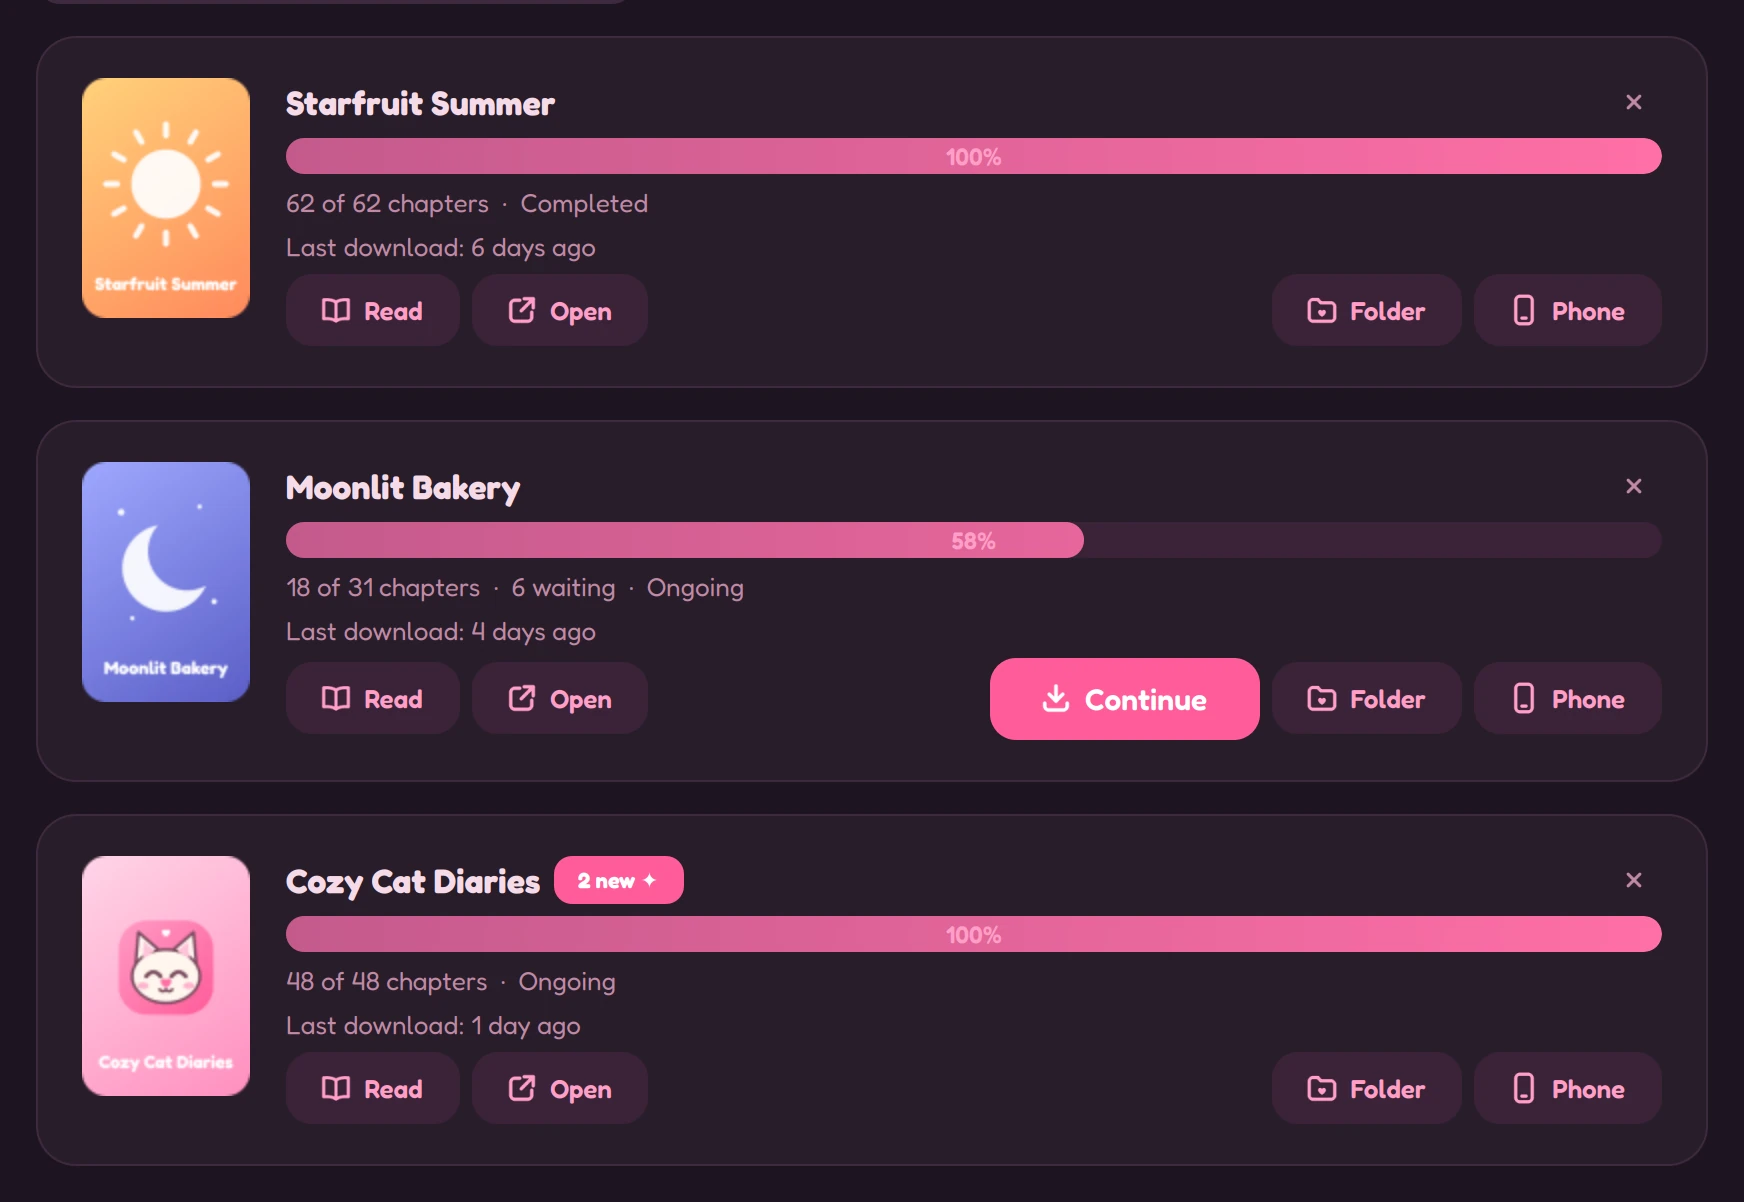 Starfruit Summer
100%
62 of 62 chapters · Completed
Last download: 6 days ago
Starfruit Summer
Read
Open
Folder
Phone
Moonlit Bakery
58%
18 of 31 chapters · 6 waiting · Ongoing
Last download: 4 days ago
Moonlit Bakery
Read
Open
Continue
Folder
Phone
Cozy Cat Diaries
2 new ✦
100%
48 of 48 chapters · Ongoing
Last download: 1 day ago
Cozy Cat Diaries
Read
Open
Folder
Phone